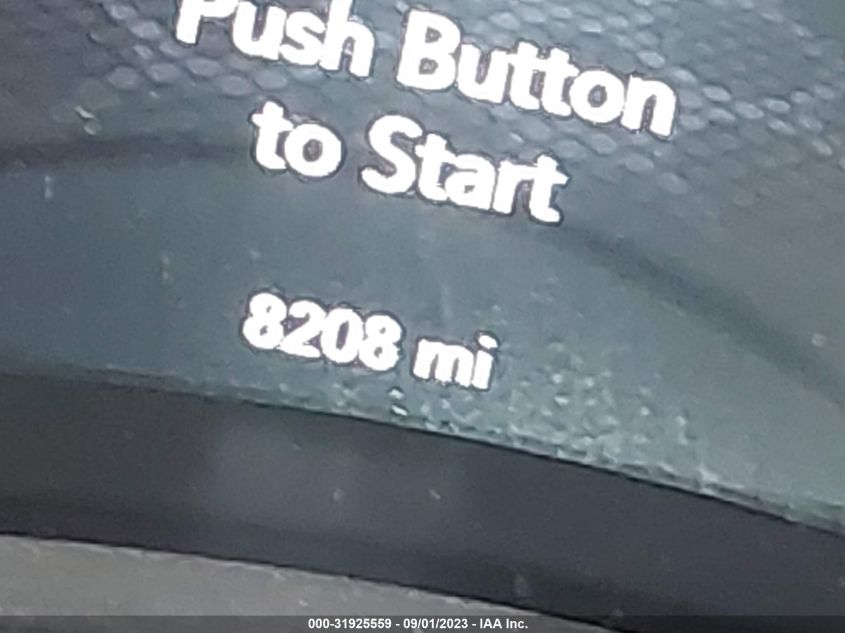 Push Button
to Start
8208 mi
000-31925559 - 09/01/2023 - IAA Inc.